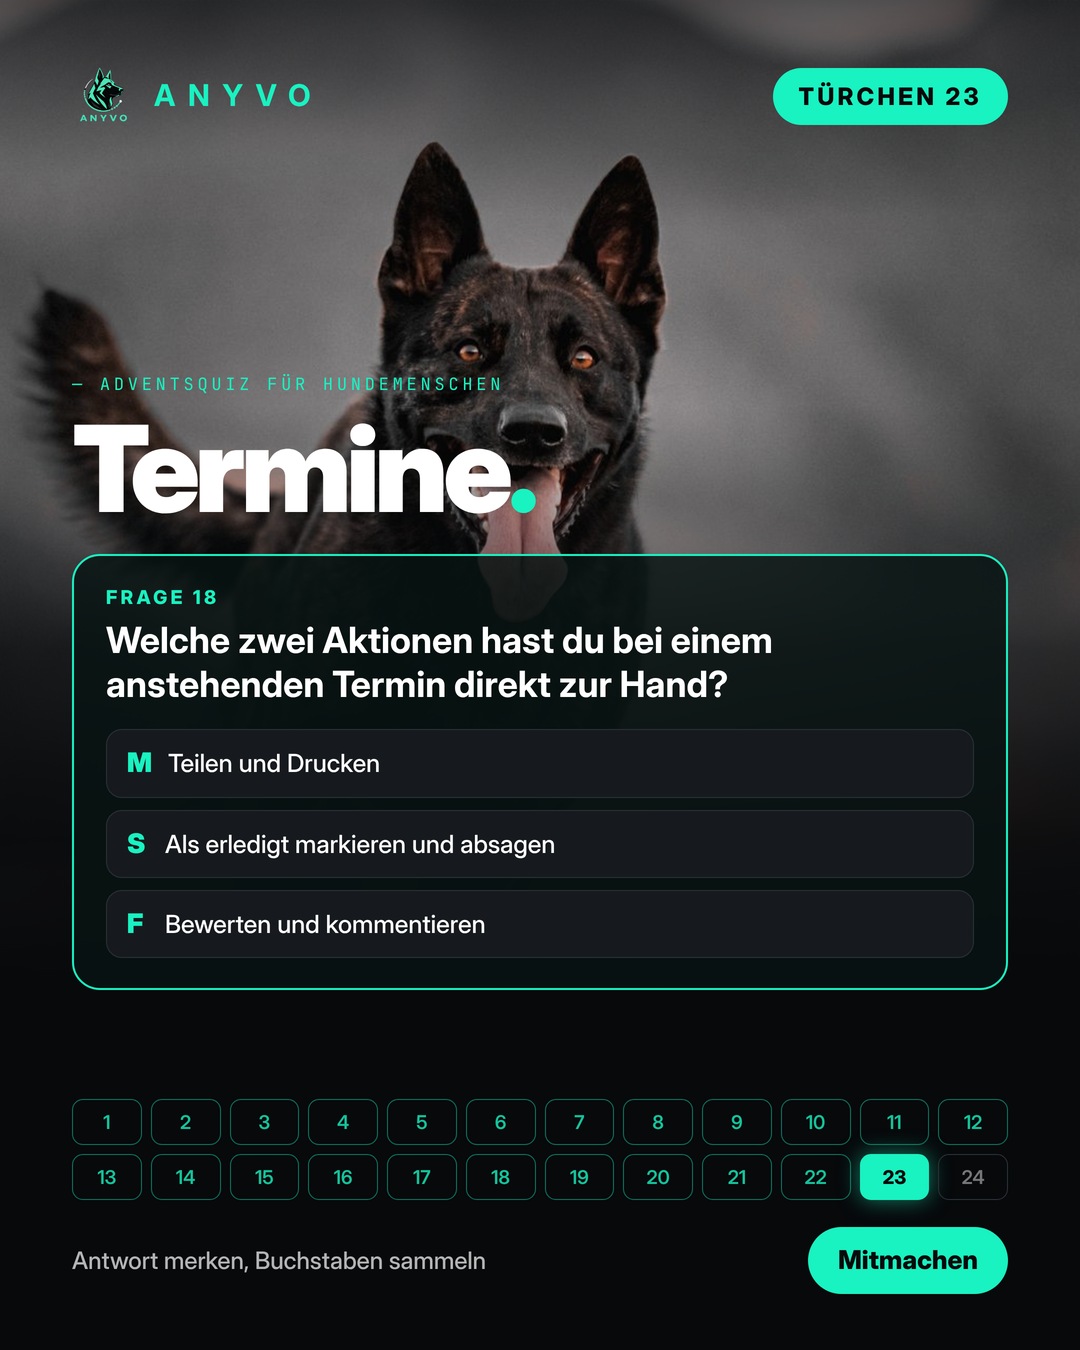 ANYVO
ANYVO
TÜRCHEN 23
– ADVENTSQUIZ FÜR HUNDEMENSCHEN
Termine.
FRAGE 18
Welche zwei Aktionen hast du bei einem
anstehenden Termin direkt zur Hand?
M Teilen und Drucken
S Als erledigt markieren und absagen
F Bewerten und kommentieren
1 2 3 4 5 6 7 8 9 10 11 12
13 14 15 16 17 18 19 20 21 22 23 24
Antwort merken, Buchstaben sammeln
Mitmachen